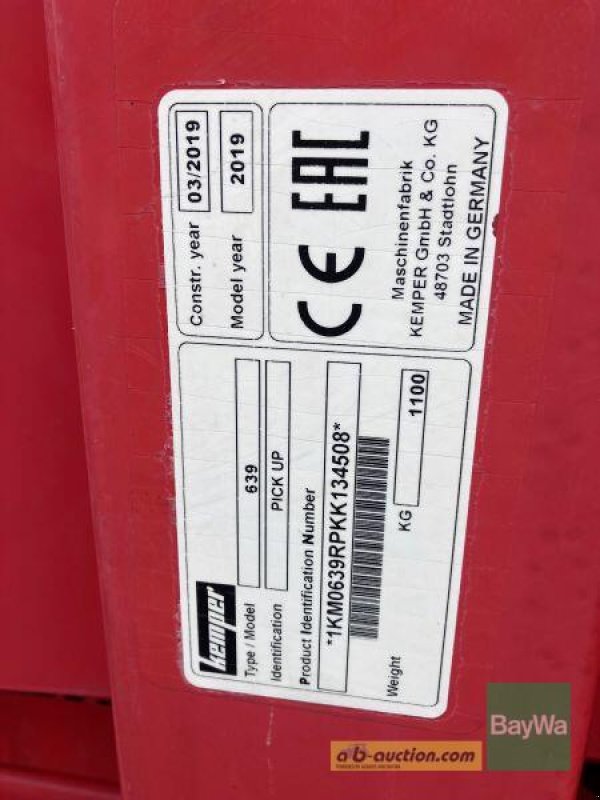 kemper
Type / Model 639
Identification PICK UP
Product Identification Number
*1KM0639RPKK134508*
Weight KG 1100
Constr. year 03/2019
Model year 2019
CE EAC
Maschinenfabrik
KEMPER GmbH & Co. KG
48703 Stadtlohn
MADE IN GERMANY
BayWa
ab-auction.com